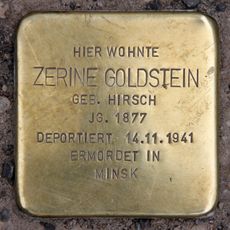 HIER WOHNTE
ZERINE GOLDSTEIN
GEB. HIRSCH
JG. 1877
DEPORTIERT 14.11.1941
ERMORDET IN
MINSK